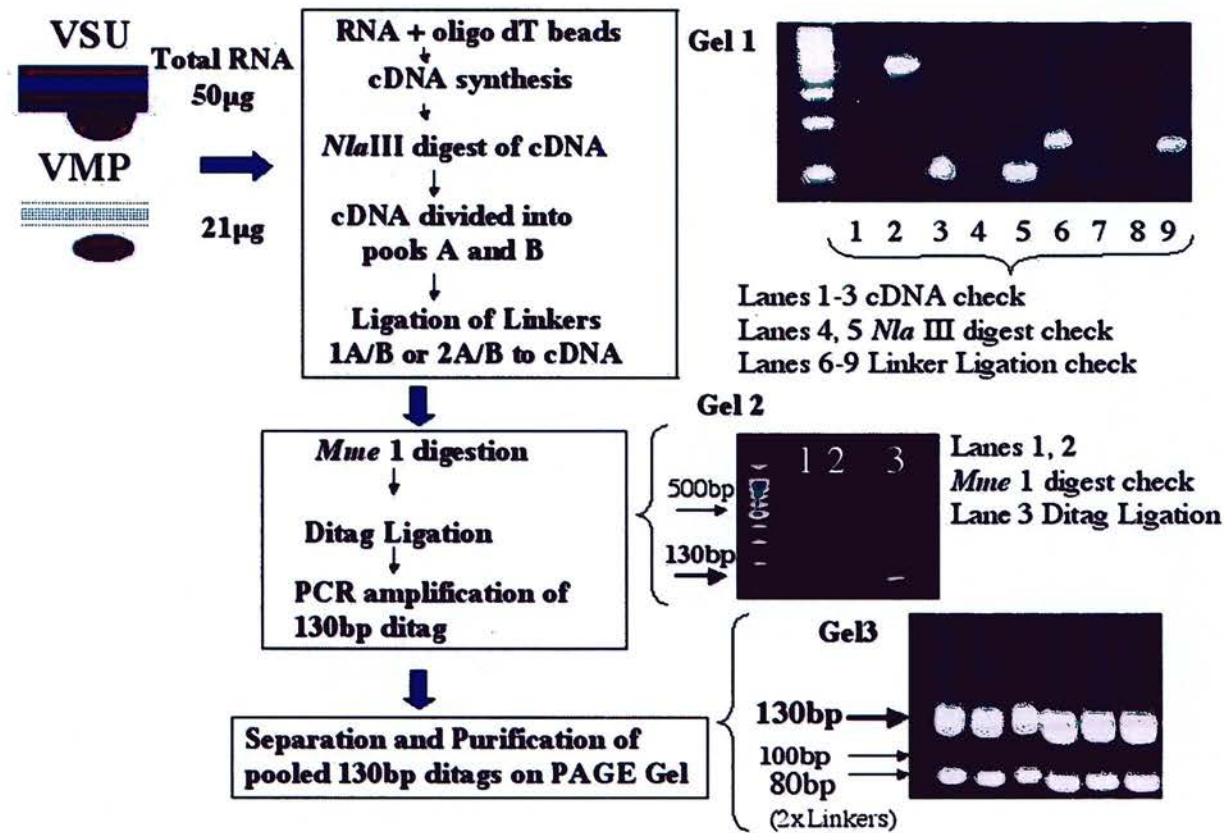 VSU
Total RNA
50µg
VMP
21µg
RNA + oligo dT beads
cDNA synthesis
NlaIII digest of cDNA
cDNA divided into
pools A and B
Ligation of Linkers
1A/B or 2A/B to cDNA
Gel 1
1 2 3 4 5 6 7 8 9
Lanes 1-3 cDNA check
Lanes 4, 5 Nla III digest check
Lanes 6-9 Linker Ligation check
Mme 1 digestion
Ditag Ligation
PCR amplification of
130bp ditag
Gel 2
500bp
130bp
1 2 3
Lanes 1, 2
Mme 1 digest check
Lane 3 Ditag Ligation
Separation and Purification of
pooled 130bp ditags on PAGE Gel
Gel3
130bp
100bp
80bp
(2xLinkers)